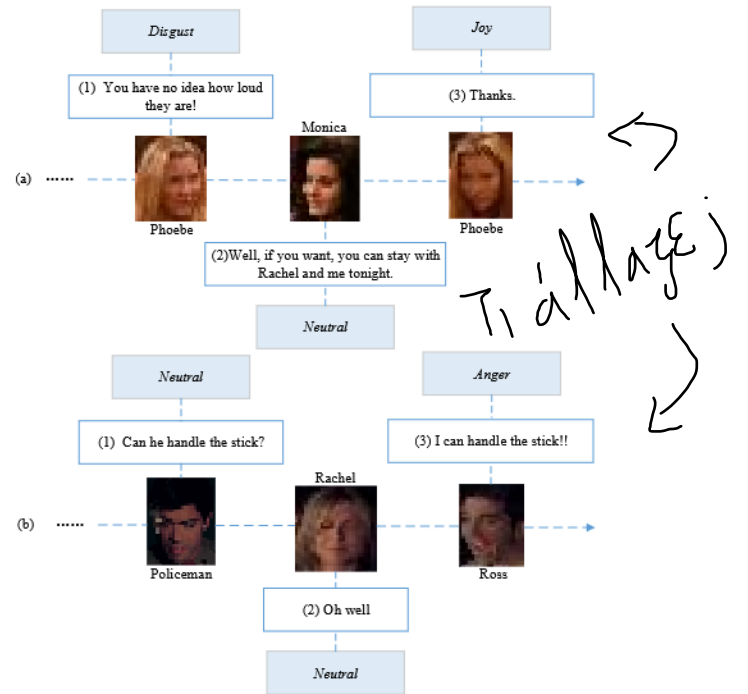 Disgust
Joy
(1) You have no idea how loud
they are!
(3) Thanks.
Monica
(a) ......
Phoebe
Phoebe
(2)Well, if you want, you can stay with
Rachel and me tonight.
Neutral
Τι άλλαξε;
Neutral
Anger
(1) Can he handle the stick?
(3) I can handle the stick!!
Rachel
(b) ......
Policeman
Ross
(2) Oh well
Neutral